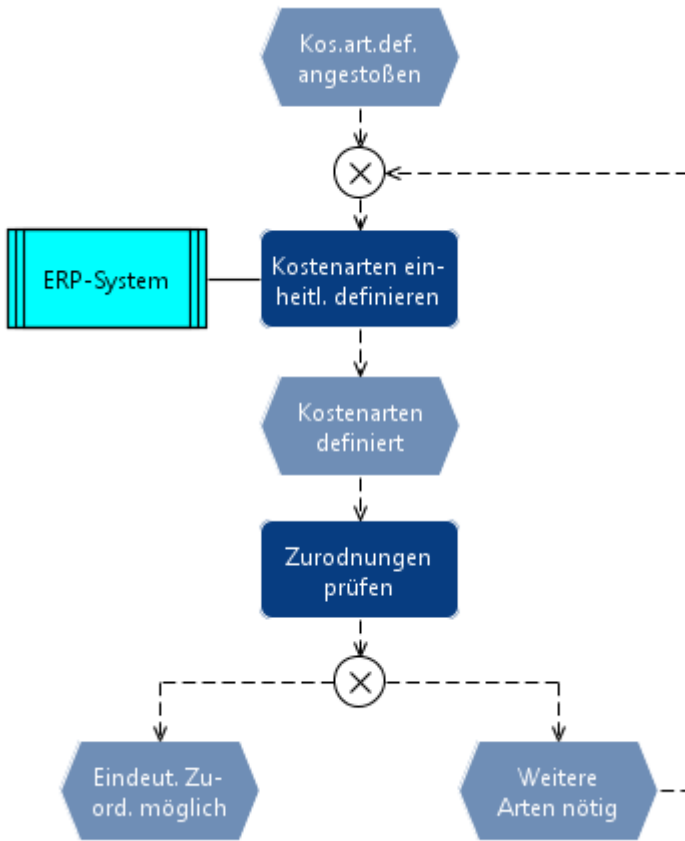 Kos.art.def.
angestoßen
ERP-System
Kostenarten ein-
heitl. definieren
Kostenarten
definiert
Zurodnungen
prüfen
Eindeut. Zu-
ord. möglich
Weitere
Arten nötig